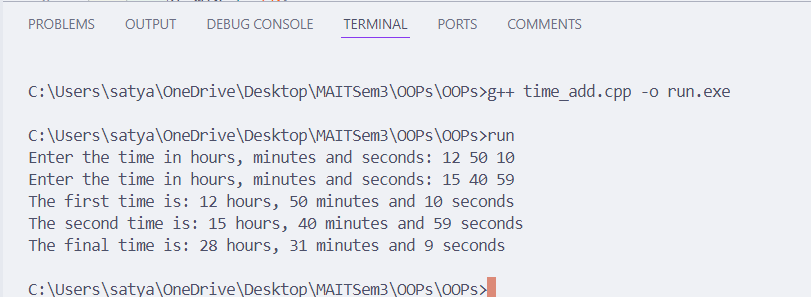 PROBLEMS OUTPUT DEBUG CONSOLE TERMINAL PORTS COMMENTS
C:\Users\satya\OneDrive\Desktop\MAITSem3\OOPs\OOPs>g++ time_add.cpp -o run.exe
C:\Users\satya\OneDrive\Desktop\MAITSem3\OOPs\OOPs>run
Enter the time in hours, minutes and seconds: 12 50 10
Enter the time in hours, minutes and seconds: 15 40 59
The first time is: 12 hours, 50 minutes and 10 seconds
The second time is: 15 hours, 40 minutes and 59 seconds
The final time is: 28 hours, 31 minutes and 9 seconds
C:\Users\satya\OneDrive\Desktop\MAITSem3\OOPs\OOPs>